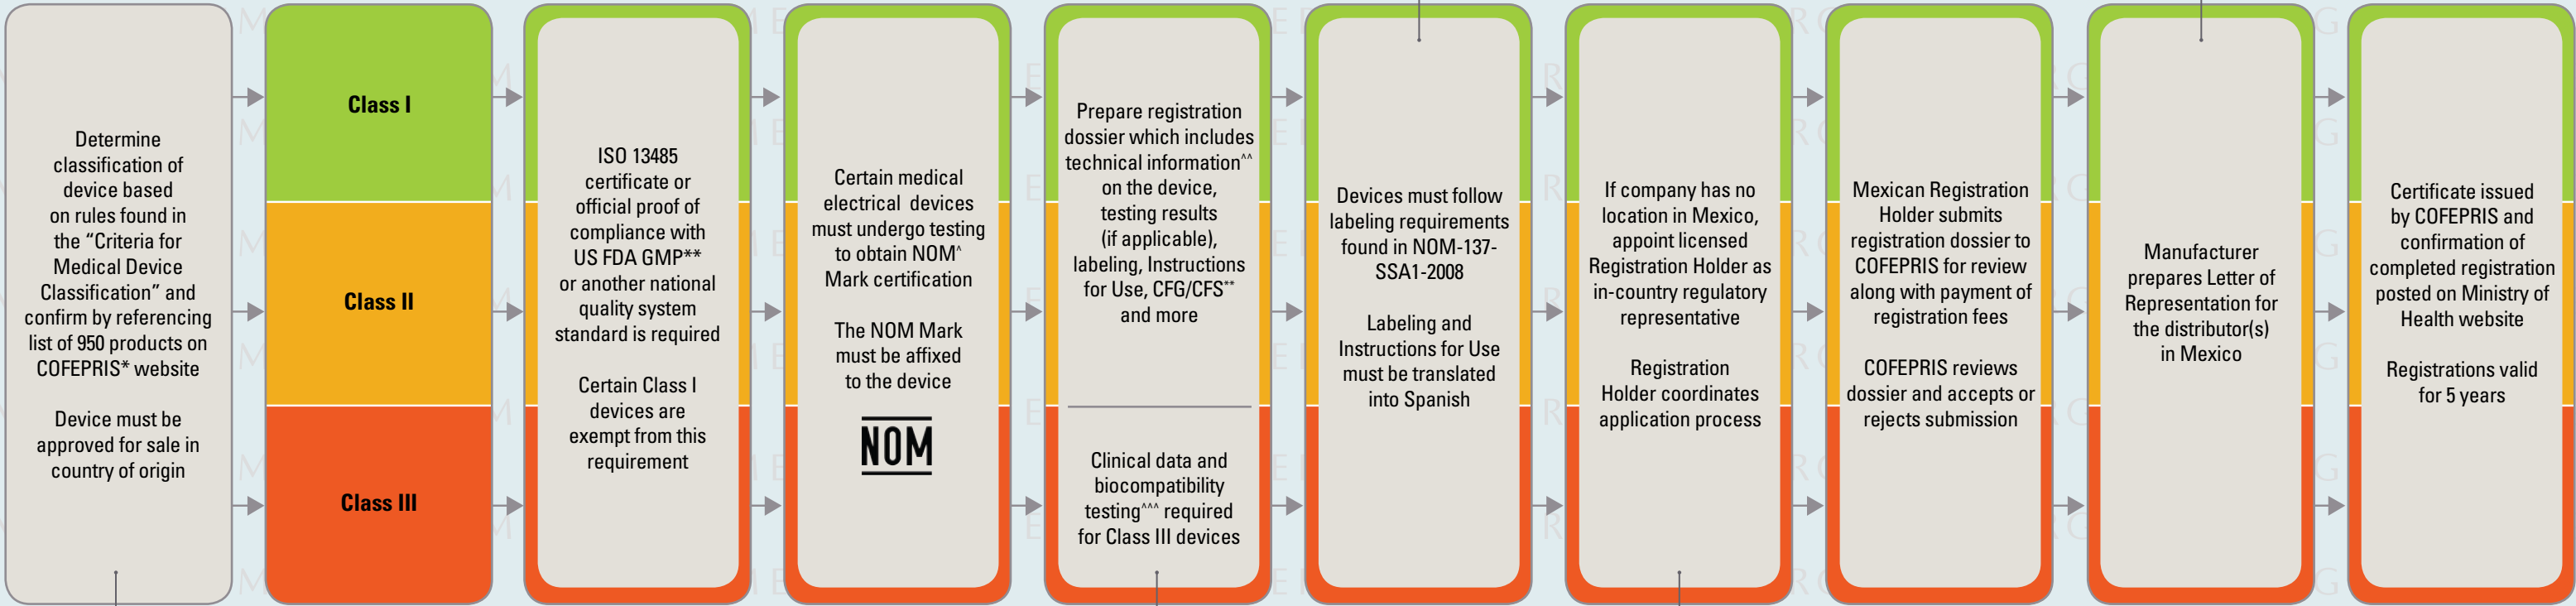 Determine
classification of
device based
on rules found in
the “Criteria for
Medical Device
Classification” and
confirm by referencing
list of 950 products on
COFEPRIS* website
Device must be
approved for sale in
country of origin
Class I
Class II
Class III
ISO 13485
certificate or
official proof of
compliance with
US FDA GMP**
or another national
quality system
standard is required
Certain Class I
devices are
exempt from this
requirement
Certain medical
electrical devices
must undergo testing
to obtain NOM^
Mark certification
The NOM Mark
must be affixed
to the device
NOM
Prepare registration
dossier which includes
technical information^^
on the device,
testing results
(if applicable),
labeling, Instructions
for Use, CFG/CFS**
and more
Clinical data and
biocompatibility
testing^^^ required
for Class III devices
Devices must follow
labeling requirements
found in NOM-137-
SSA1-2008
Labeling and
Instructions for Use
must be translated
into Spanish
If company has no
location in Mexico,
appoint licensed
Registration Holder as
in-country regulatory
representative
Registration
Holder coordinates
application process
Mexican Registration
Holder submits
registration dossier to
COFEPRIS for review
along with payment of
registration fees
COFEPRIS reviews
dossier and accepts or
rejects submission
Manufacturer
prepares Letter of
Representation for
the distributor(s)
in Mexico
Certificate issued
by COFEPRIS and
confirmation of
completed registration
posted on Ministry of
Health website
Registrations valid
for 5 years